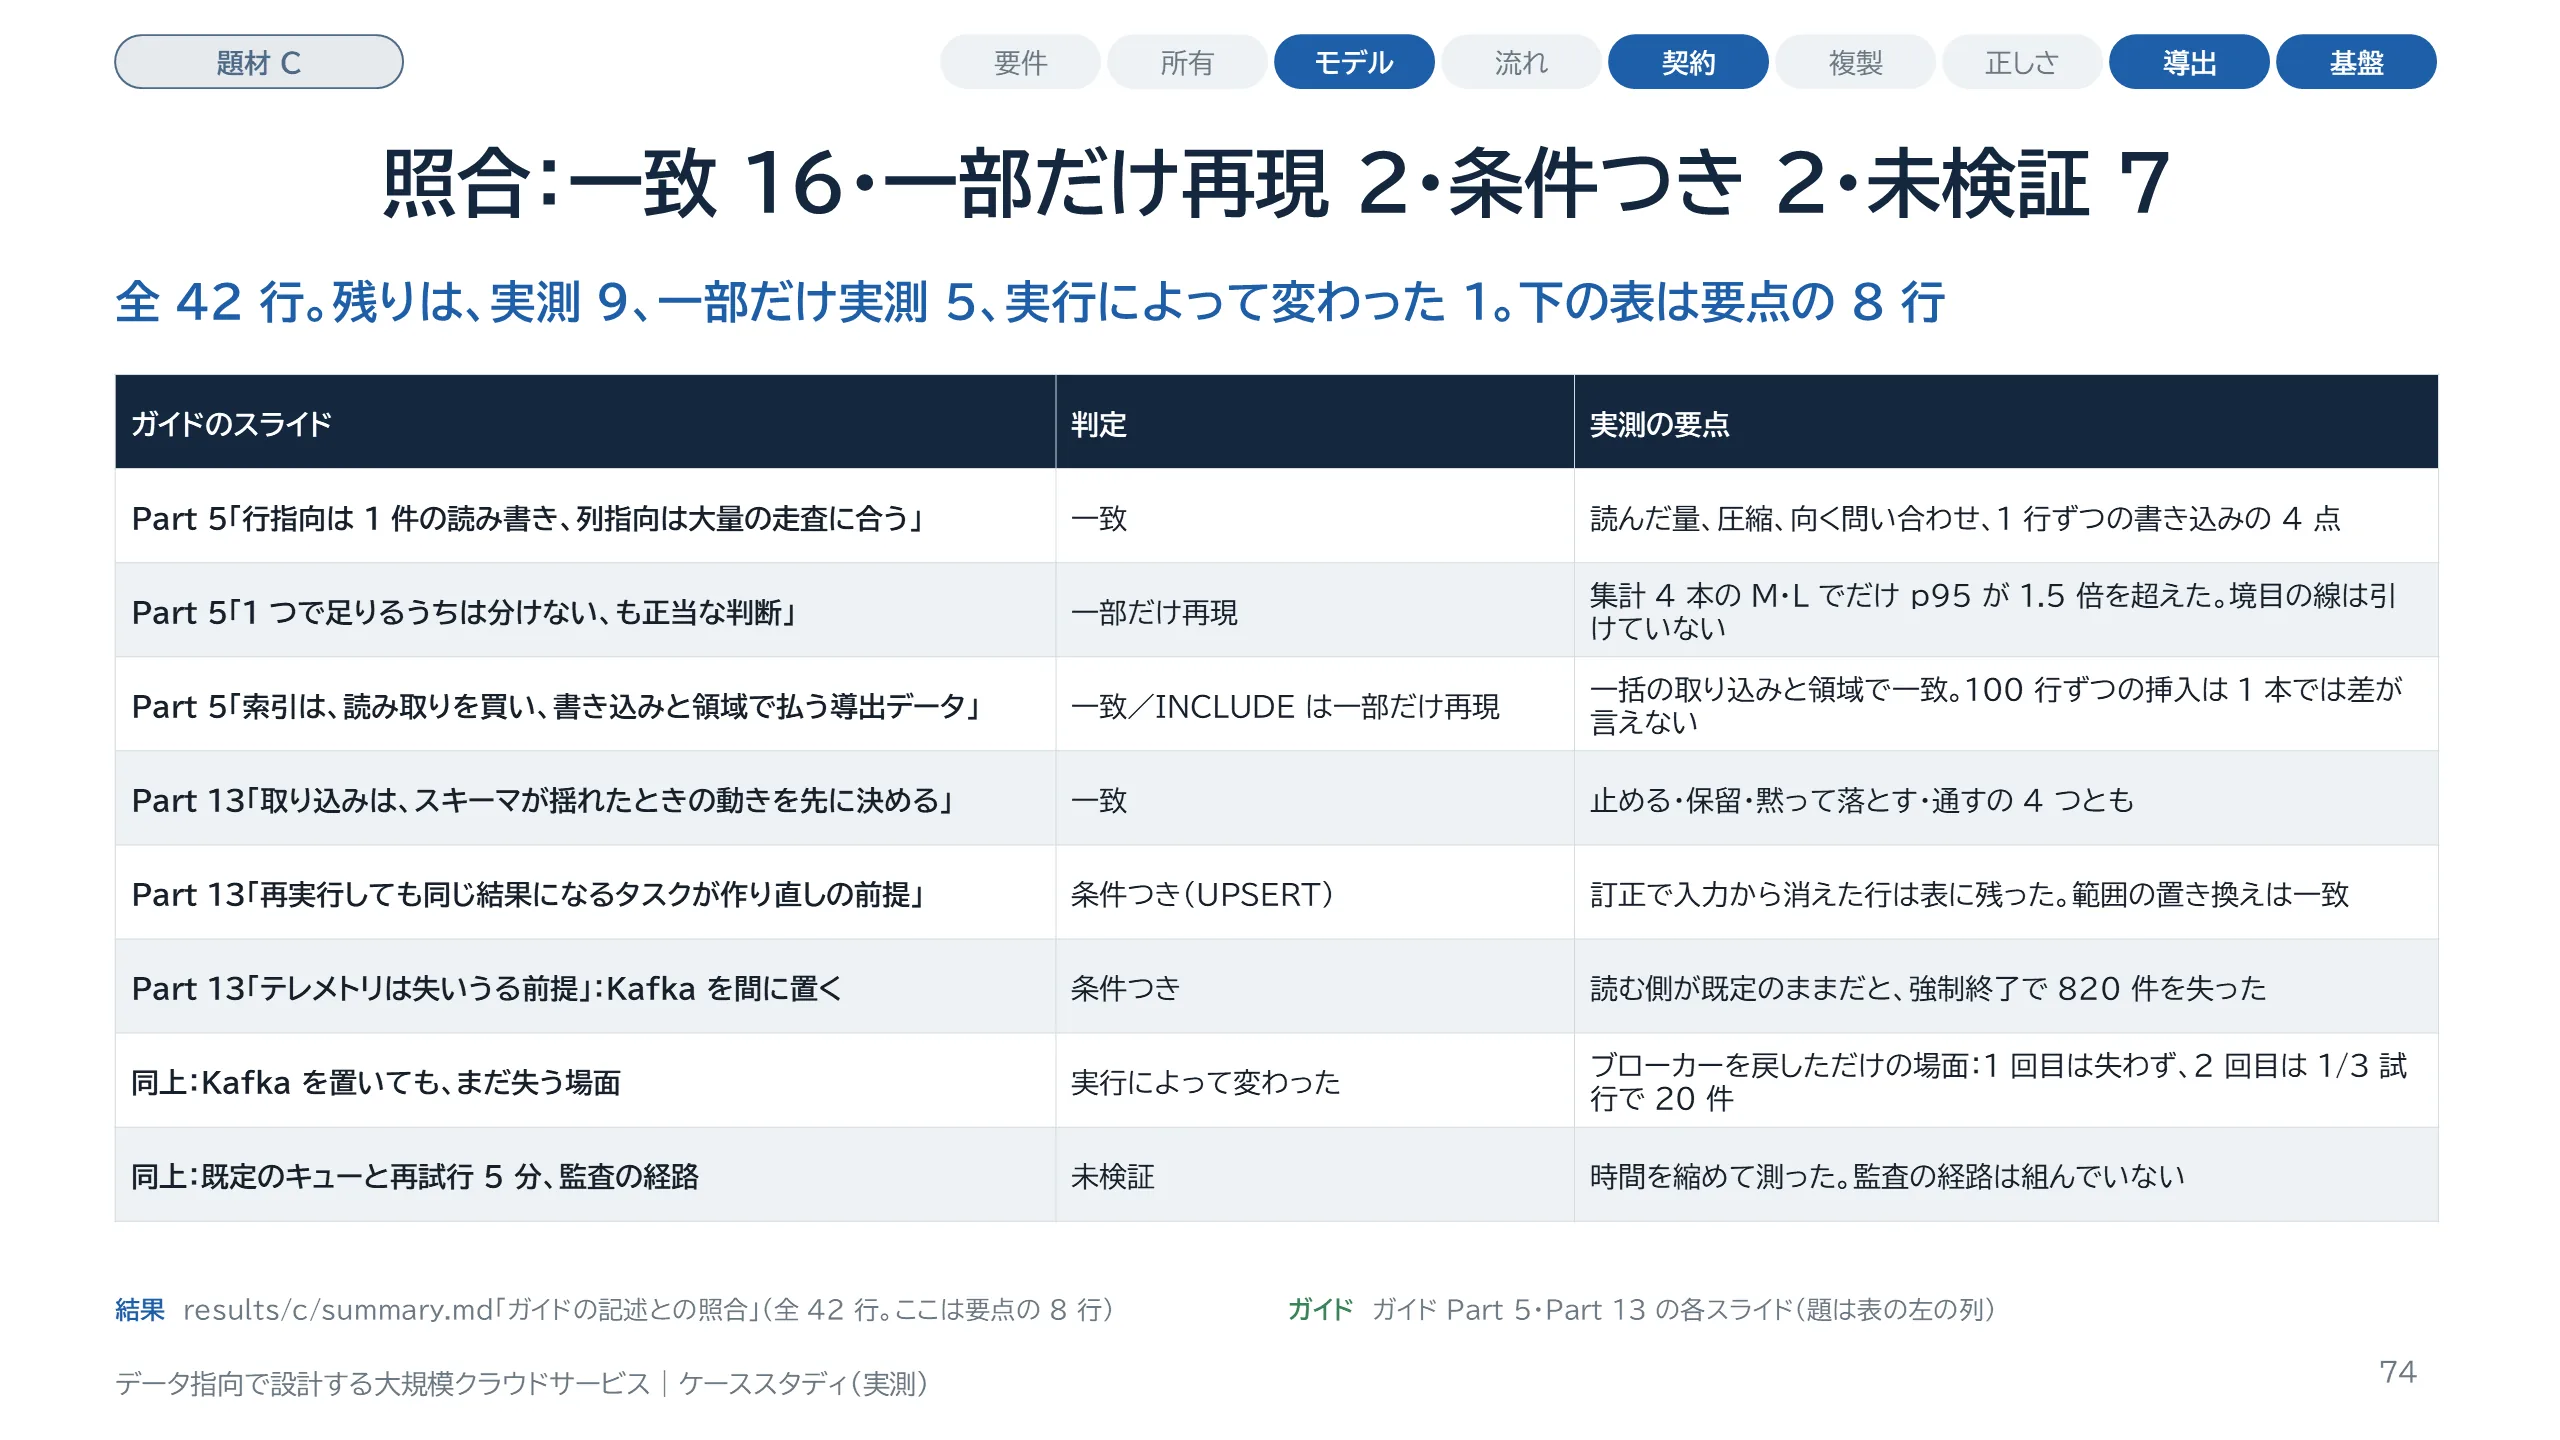 題材 C
要件 所有 モデル 流れ 契約 複製 正しさ 導出 基盤
照合：一致 16・一部だけ再現 2・条件つき 2・未検証 7
全 42 行。残りは、実測 9、一部だけ実測 5、実行によって変わった 1。下の表は要点の 8 行
ガイドのスライド 判定 実測の要点
Part 5「行指向は 1 件の読み書き、列指向は大量の走査に合う」 一致 読んだ量、圧縮、向く問い合わせ、1 行ずつの書き込みの 4 点
Part 5「1 つで足りるうちは分けない、も正当な判断」 一部だけ再現 集計 4 本の M・L でだけ p95 が 1.5 倍を超えた。境目の線は引
けていない
Part 5「索引は、読み取りを買い、書き込みと領域で払う導出データ」 一致／INCLUDE は一部だけ再現 一括の取り込みと領域で一致。100 行ずつの挿入は 1 本では差が
言えない
Part 13「取り込みは、スキーマが揺れたときの動きを先に決める」 一致 止める・保留・黙って落とす・通すの 4 つとも
Part 13「再実行しても同じ結果になるタスクが作り直しの前提」 条件つき（UPSERT） 訂正で入力から消えた行は表に残った。範囲の置き換えは一致
Part 13「テレメトリは失いうる前提」：Kafka を間に置く 条件つき 読む側が既定のままだと、強制終了で 820 件を失った
同上：Kafka を置いても、まだ失う場面 実行によって変わった ブローカーを戻しただけの場面：1 回目は失わず、2 回目は 1/3 試
行で 20 件
同上：既定のキューと再試行 5 分、監査の経路 未検証 時間を縮めて測った。監査の経路は組んでいない
結果 results/c/summary.md「ガイドの記述との照合」（全 42 行。ここは要点の 8 行） ガイド ガイド Part 5・Part 13 の各スライド（題は表の左の列）
データ指向で設計する大規模クラウドサービス｜ケーススタディ（実測） 74